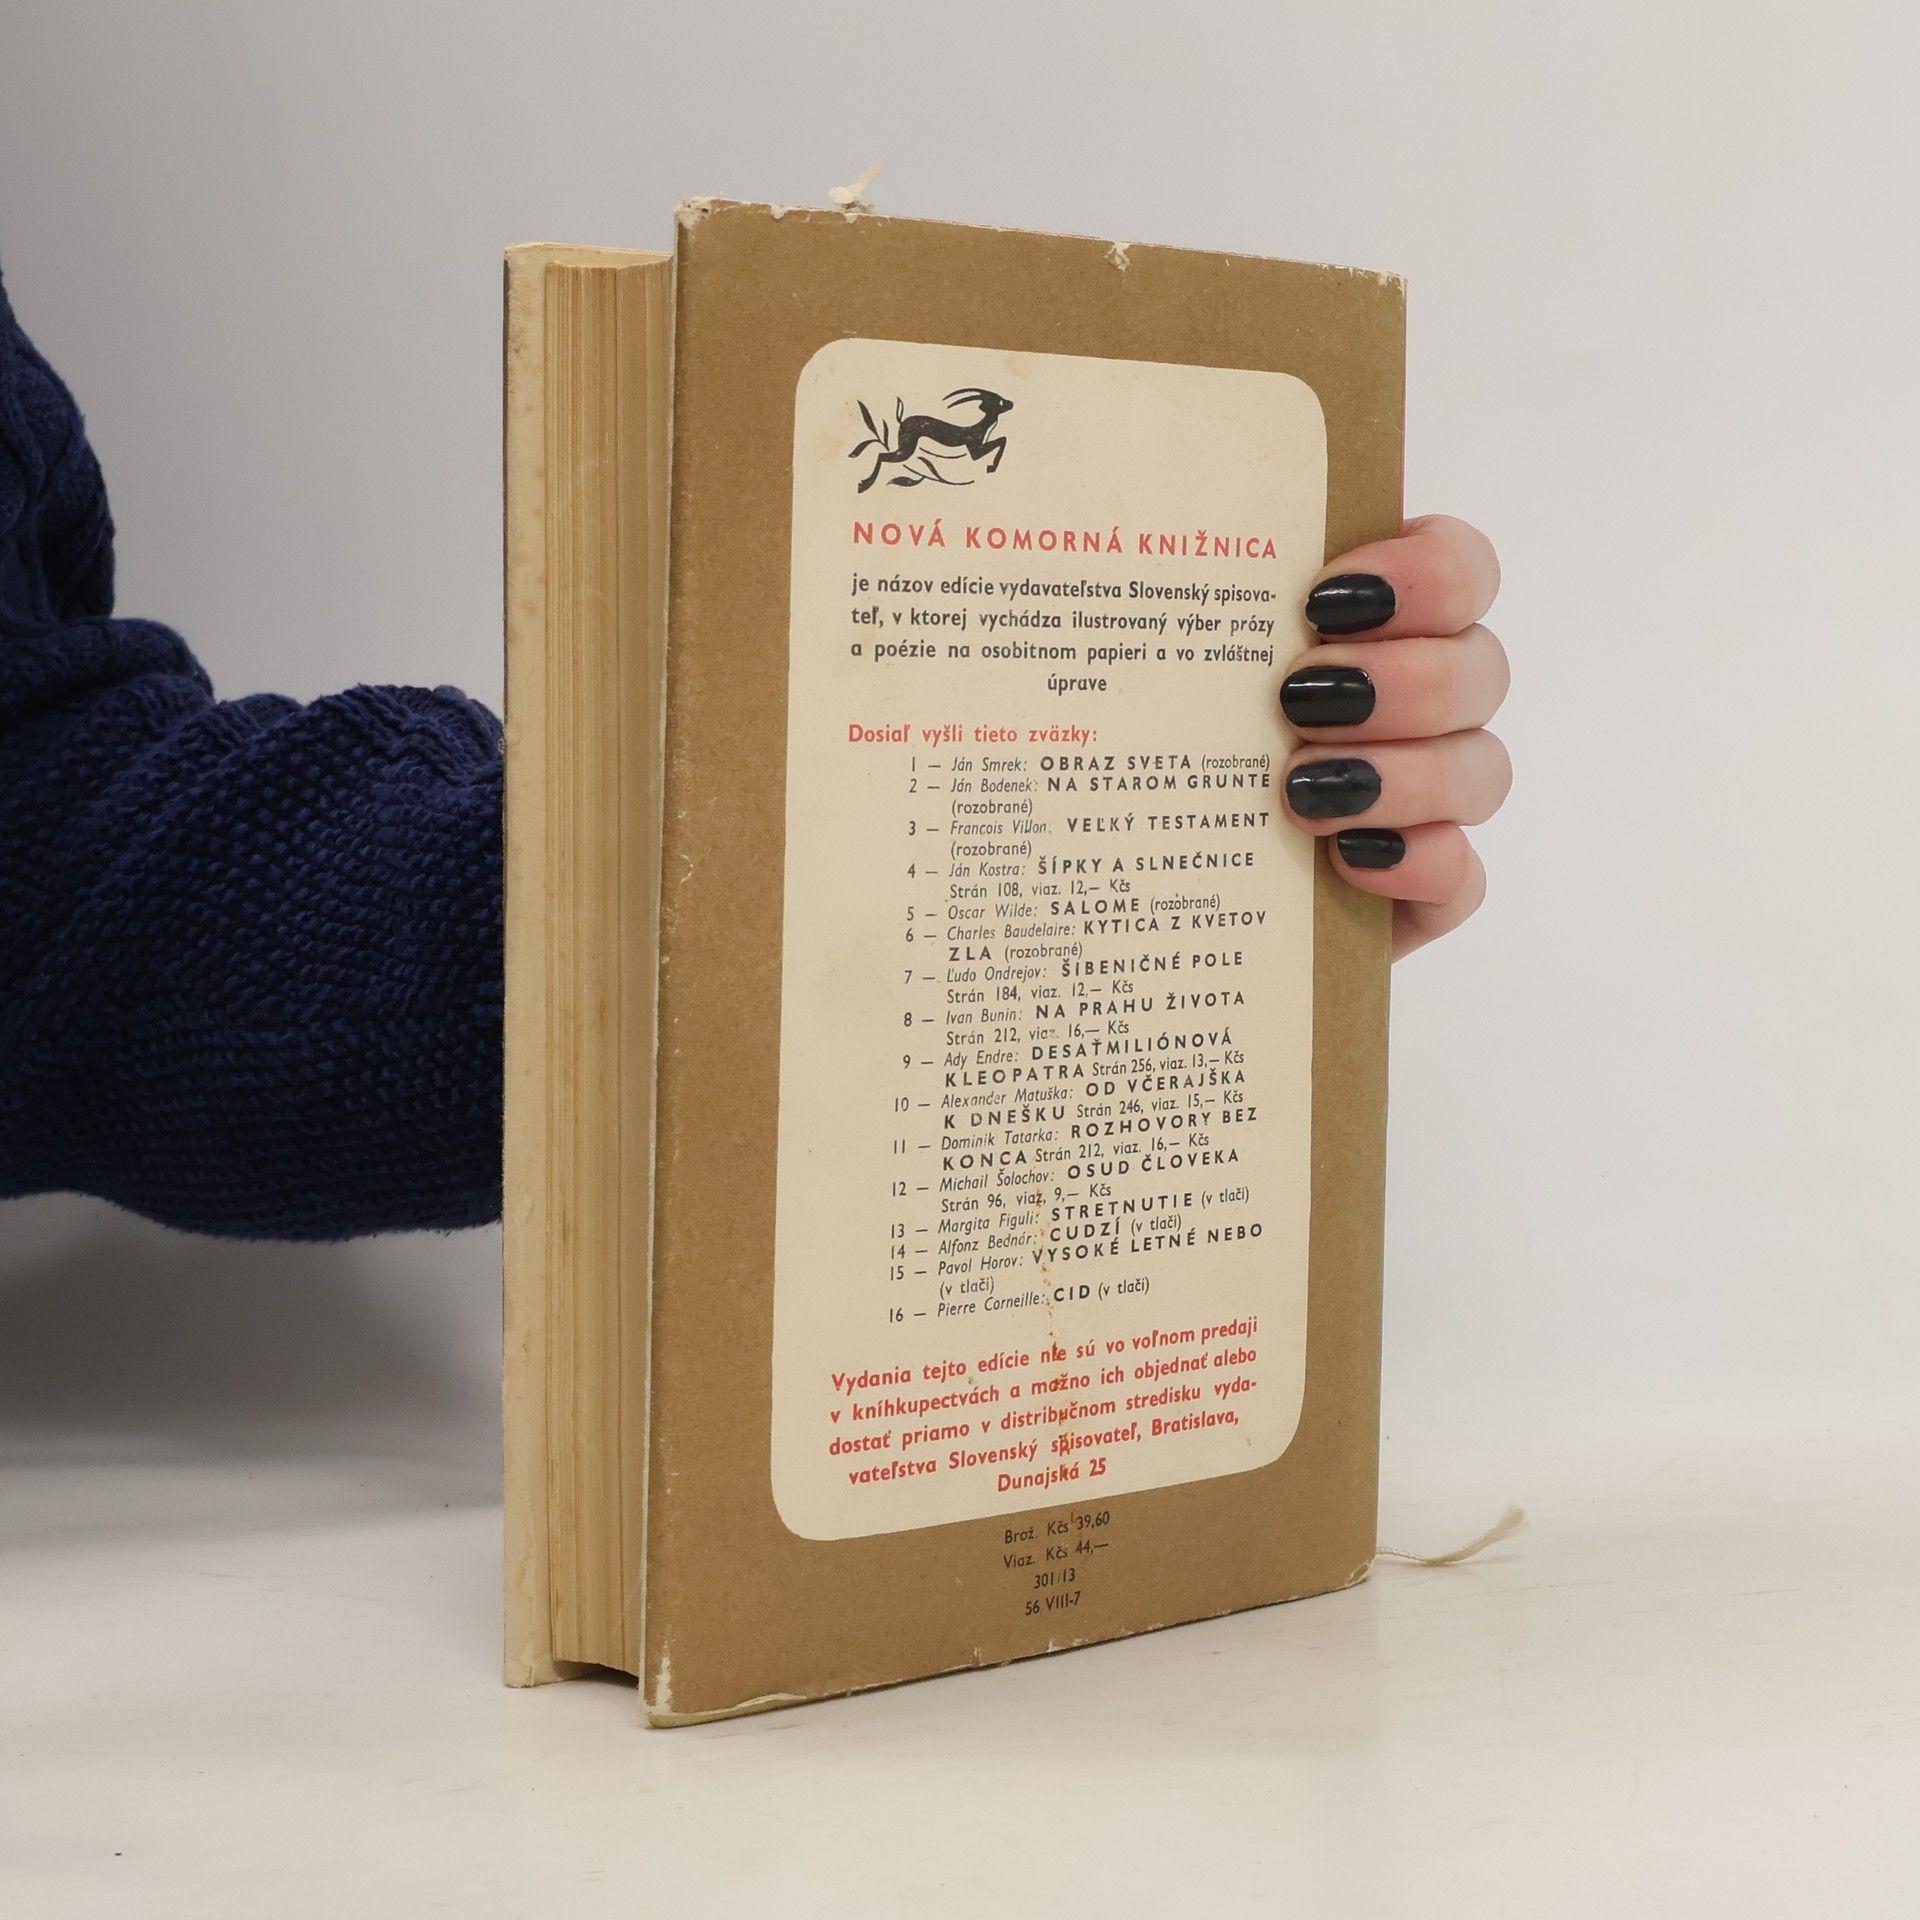 NOVÁ KOMORNÁ KNIŽNICA
je názov edície vydavateľstva Slovenský spisova-
teľ, v ktorej vychádza ilustrovaný výber prózy
a poézie na osobitnom papieri a vo zvláštnej
úprave
Dosiaľ vyšli tieto zväzky:
1 — Ján Smrek: OBRAZ SVETA (rozobrané)
2 — Ján Bodenek: NA STAROM GRUNTE
(rozobrané)
3 — Francois Villon: VEĽKÝ TESTAMENT
(rozobrané)
4 — Ján Kostra: ŠÍPKY A SLNEČNICE
Strán 108, viaz. 12,— Kčs
5 — Oscar Wilde: SALOME (rozobrané)
6 — Charles Baudelaire: KYTICA Z KVETOV
ZLA (rozobrané)
7 — Ľudo Ondrejov: ŠIBENIČNÉ POLE
Strán 184, viaz. 12,— Kčs
8 — Ivan Bunin: NA PRAHU ŽIVOTA
Strán 212, viaz. 16,— Kčs
9 — Ady Endre: DESAŤMILIÓNOVÁ
KLEOPATRA Strán 256, viaz. 13,— Kčs
10 — Alexander Matuška: OD VČERAJŠKA
K DNEŠKU Strán 246, viaz. 15,— Kčs
11 — Dominik Tatarka: ROZHOVORY BEZ
KONCA Strán 212, viaz. 16,— Kčs
12 — Michail Šolochov: OSUD ČLOVEKA
Strán 96, viaz. 9,— Kčs
13 — Margita Figuli: STRETNUTIE (v tlači)
14 — Alfonz Bednár: CUDZÍ (v tlači)
15 — Pavol Horov: VYSOKÉ LETNÉ NEBO
(v tlači)
16 — Pierre Corneille: CID (v tlači)
Vydania tejto edície nie sú vo voľnom predaji
v kníhkupectvách a možno ich objednať alebo
dostať priamo v distribučnom stredisku vyda-
vateľstva Slovenský spisovateľ, Bratislava,
Dunajská 25
Brož. Kčs 39,60
Viaz. Kčs 44,—
301/13
56 VIII-7